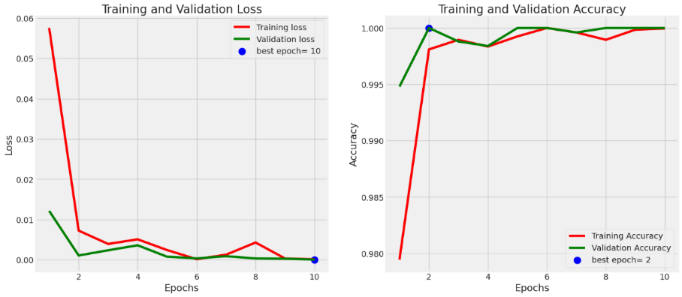 Training and Validation Loss
0.06
0.05
0.04
0.03
0.02
0.01
0.00
Loss
2
4
6
8
10
Epochs
Training loss
Validation loss
best epoch= 10
Training and Validation Accuracy
1.000
0.995
0.990
0.985
0.980
Accuracy
2
4
6
8
10
Epochs
Training Accuracy
Validation Accuracy
best epoch= 2